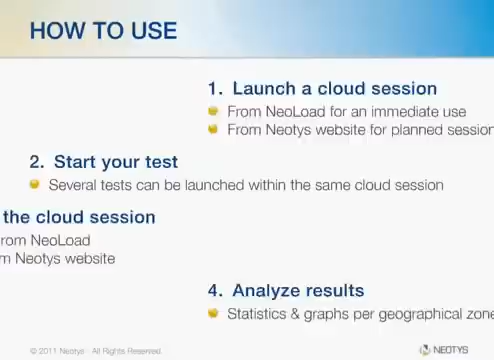 HOW TO USE
1. Launch a cloud session
From NeoLoad for an immediate use
From Neotys website for planned session
2. Start your test
Several tests can be launched within the same cloud session
the cloud session
rom NeoLoad
m Neotys website
4. Analyze results
Statistics & graphs per geographical zone
© 2011 Neotys - All Rights Reserved
NEOTYS